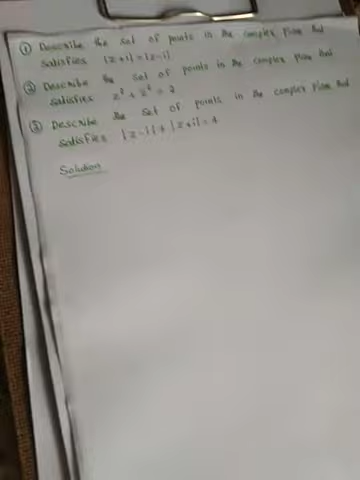 ① Describe the set of points in the complex plane that
satisfies |z+i| = |z-i|
② Describe the set of points in the complex plane that
satisfies z² + z̄² = 2
③ Describe the set of points in the complex plane that
satisfies |z-i| + |z+i| = 4
Solution